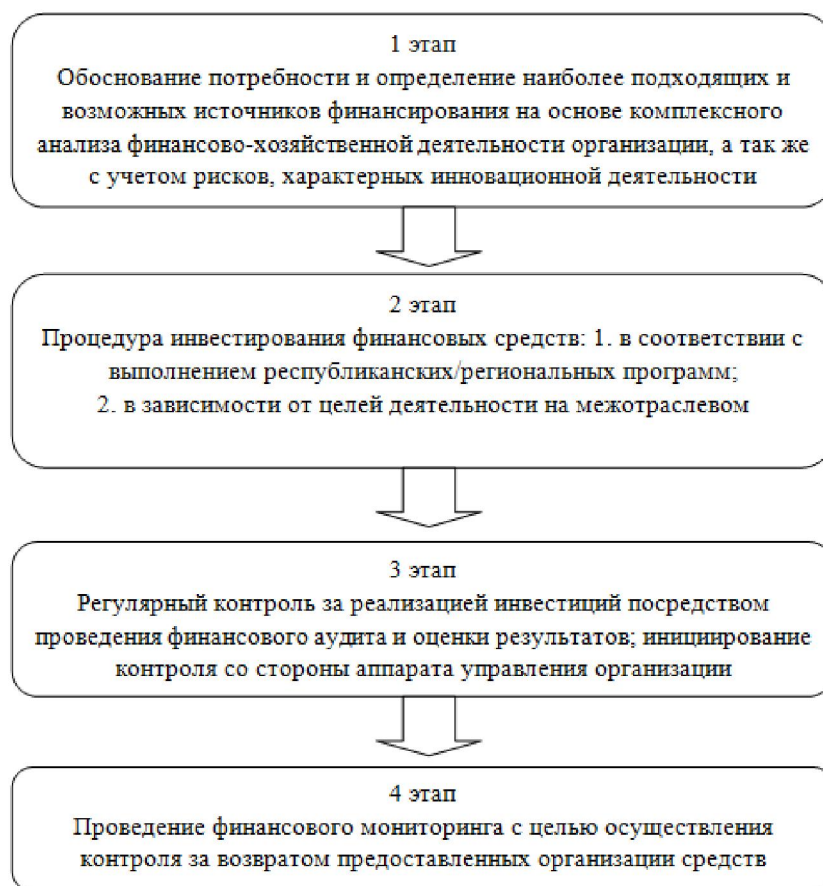 1 этап
Обоснование потребности и определение наиболее подходящих и
возможных источников финансирования на основе комплексного
анализа финансово-хозяйственной деятельности организации, а так же
с учетом рисков, характерных инновационной деятельности
2 этап
Процедура инвестирования финансовых средств: 1. в соответствии с
выполнением республиканских/региональных программ;
2. в зависимости от целей деятельности на межотраслевом
3 этап
Регулярный контроль за реализацией инвестиций посредством
проведения финансового аудита и оценки результатов; инициирование
контроля со стороны аппарата управления организации
4 этап
Проведение финансового мониторинга с целью осуществления
контроля за возвратом предоставленных организации средств